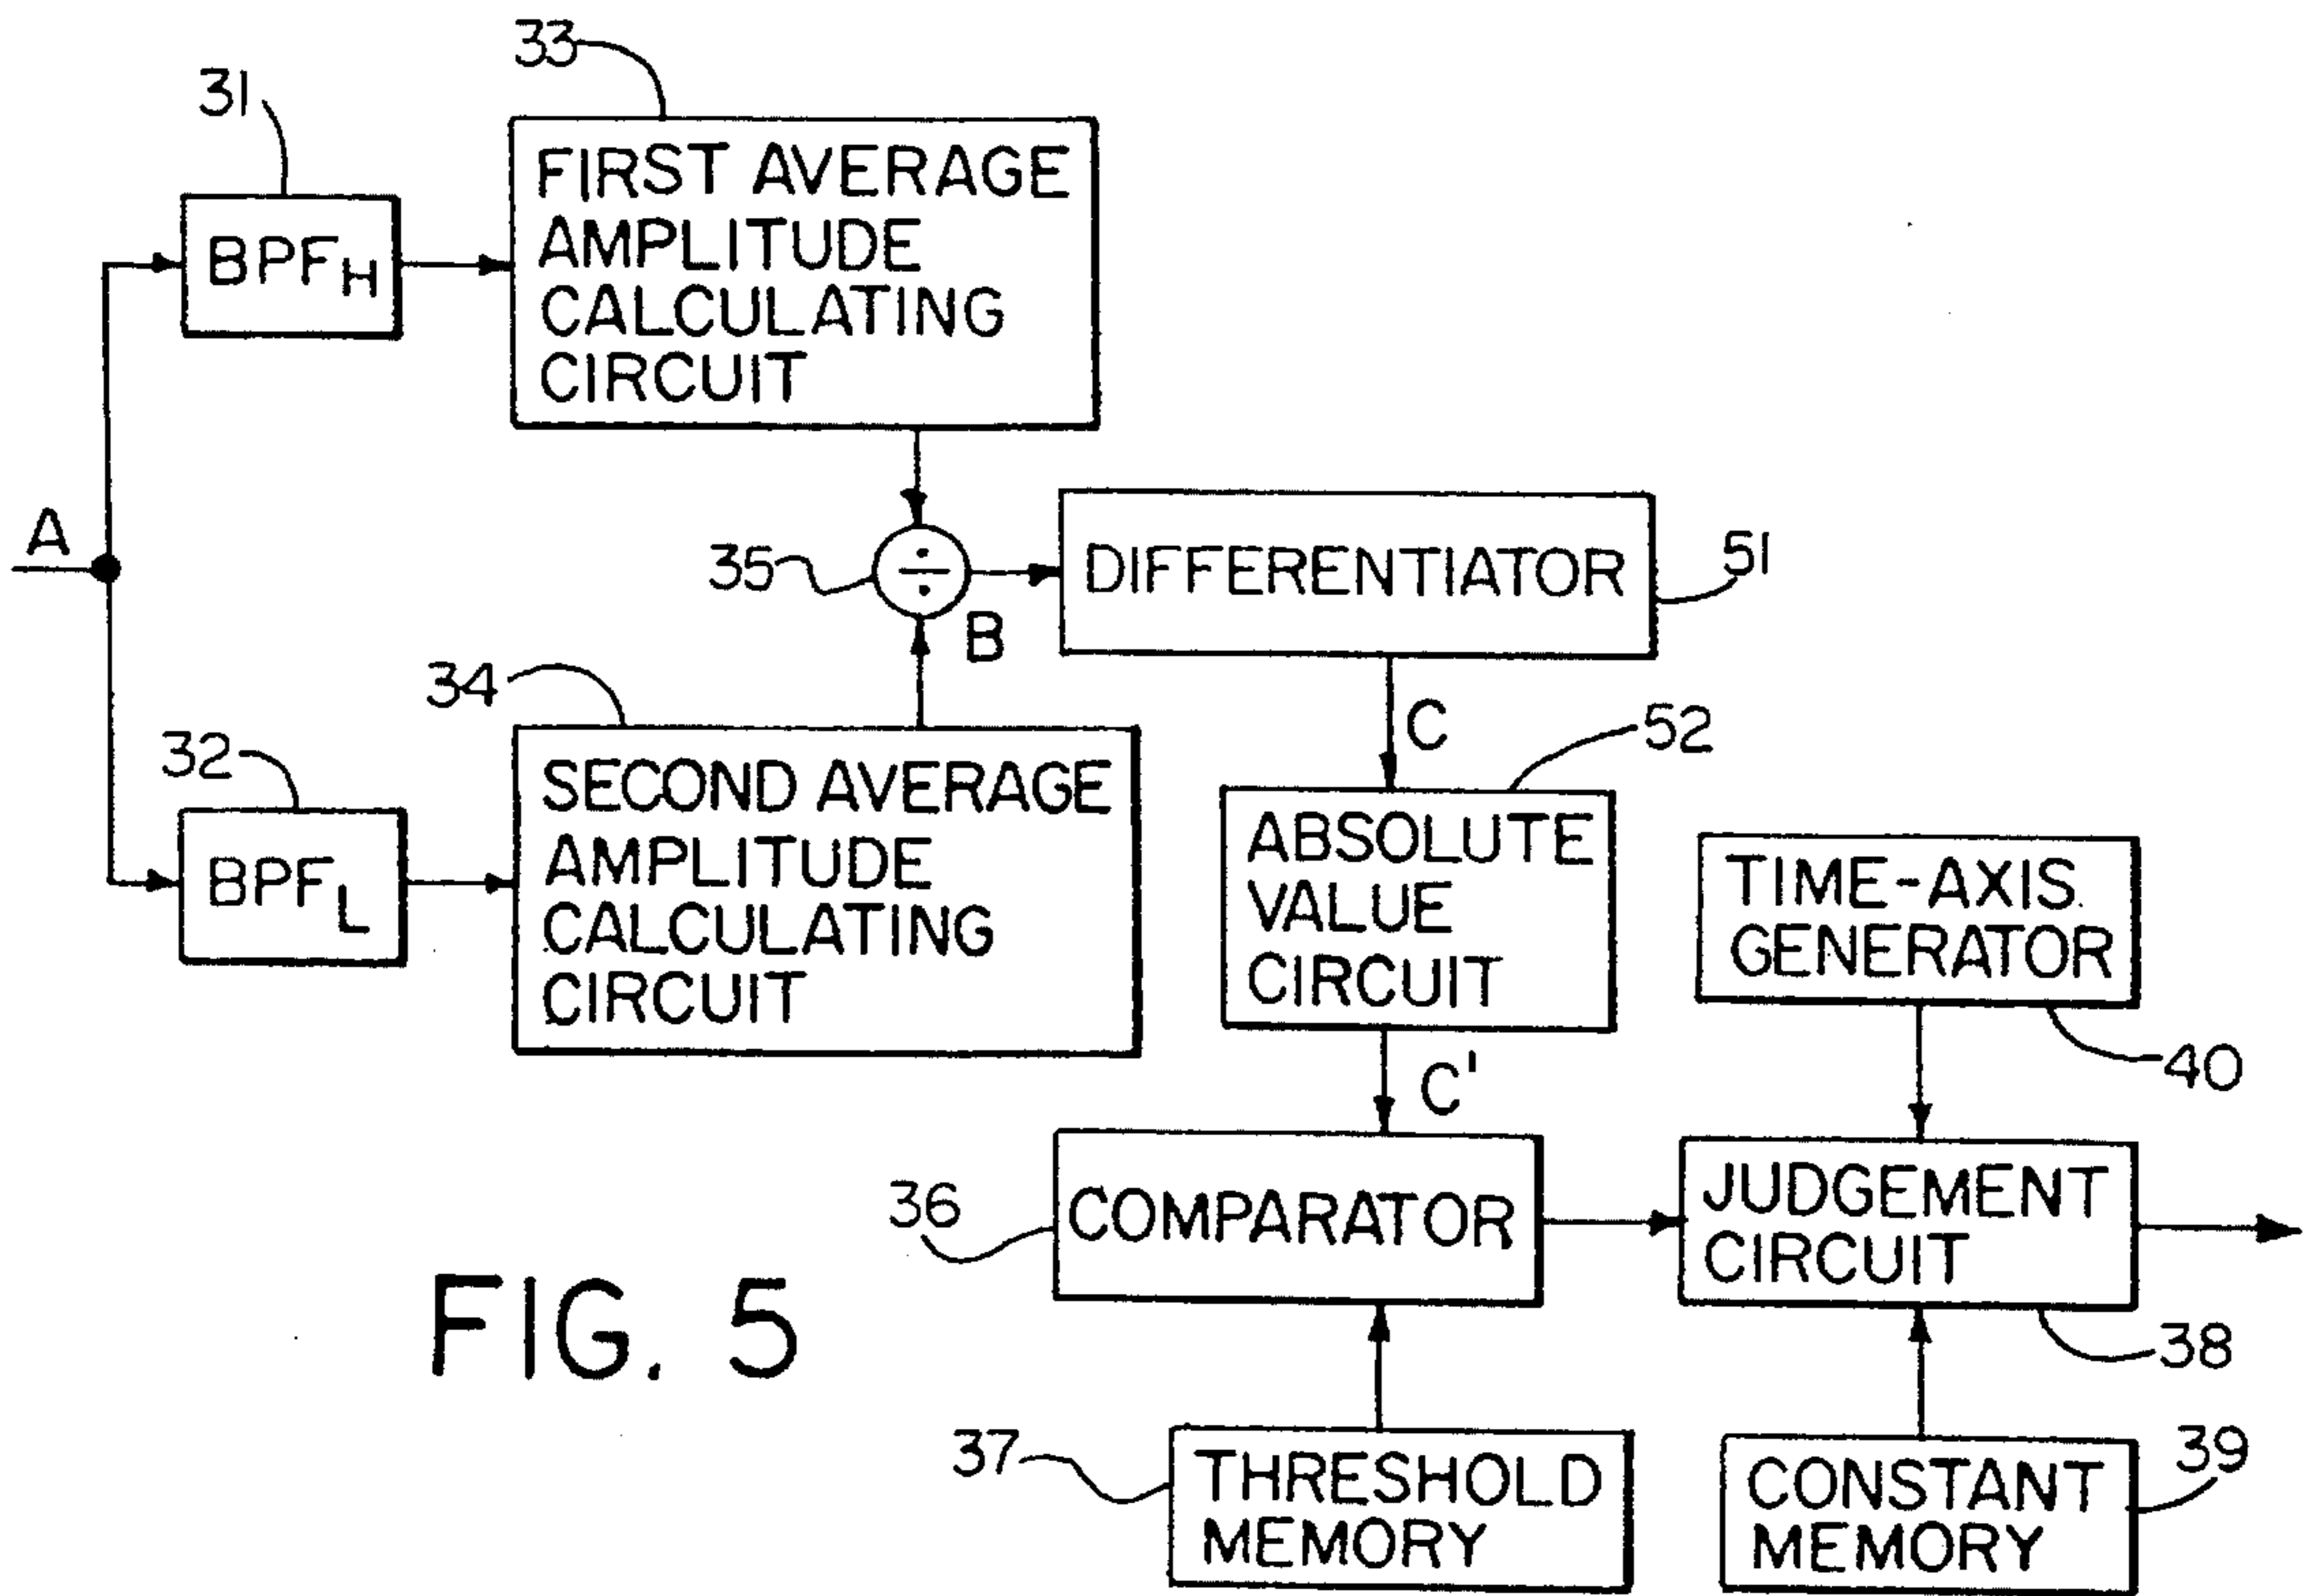 33
31
FIRST AVERAGE
AMPLITUDE
CALCULATING
CIRCUIT
BPFH
A
35
÷
B
DIFFERENTIATOR
51
34
C
52
32
SECOND AVERAGE
AMPLITUDE
CALCULATING
CIRCUIT
BPFL
ABSOLUTE
VALUE
CIRCUIT
TIME-AXIS
GENERATOR
40
C'
36
COMPARATOR
JUDGEMENT
CIRCUIT
38
FIG. 5
37
THRESHOLD
MEMORY
39
CONSTANT
MEMORY